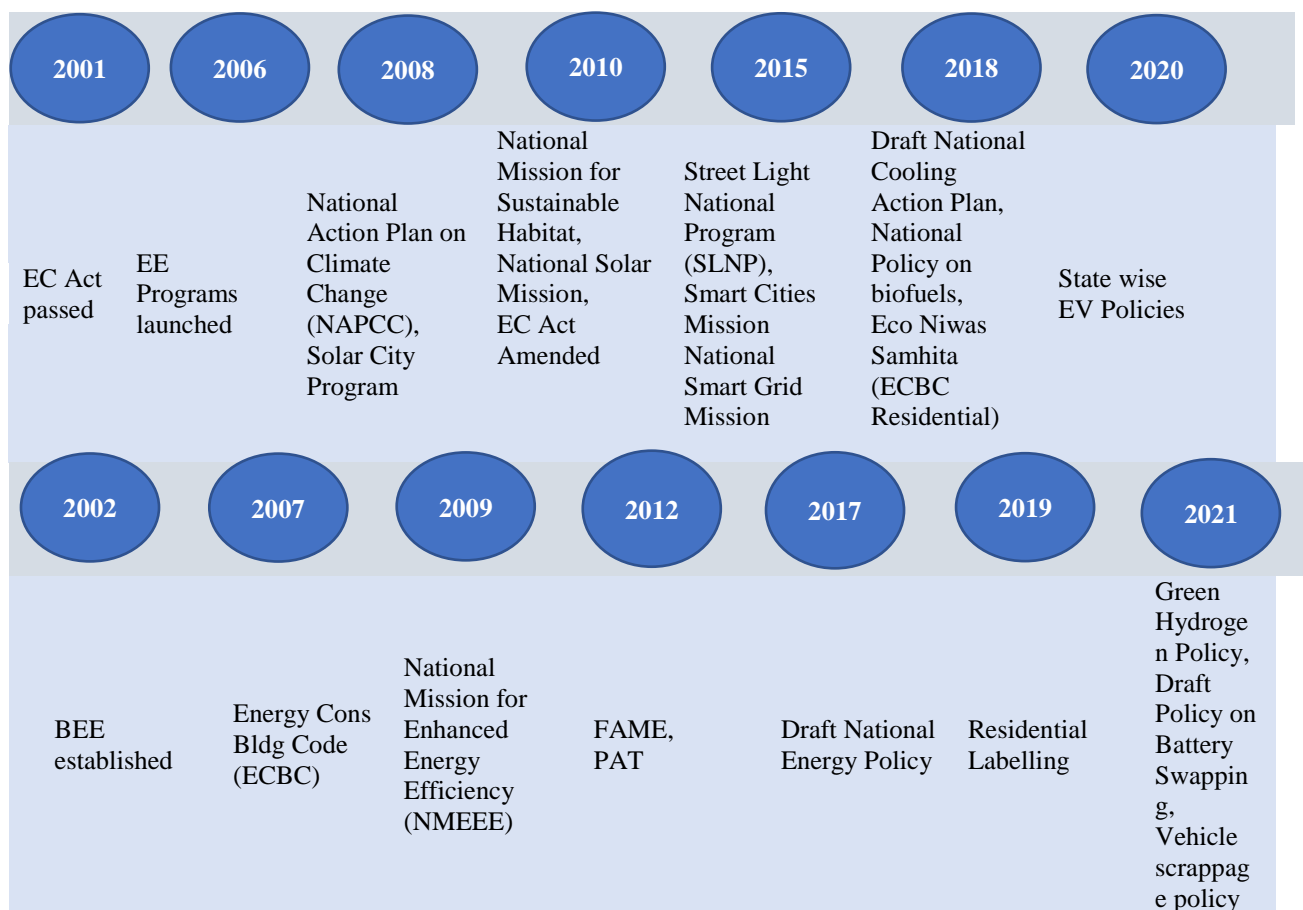 2001
2006
2008
2010
2015
2018
2020
EC Act
passed
EE
Programs
launched
National
Action Plan on
Climate
Change
(NAPCC),
Solar City
Program
National
Mission for
Sustainable
Habitat,
National Solar
Mission,
EC Act
Amended
Street Light
National
Program
(SLNP),
Smart Cities
Mission
National
Smart Grid
Mission
Draft National
Cooling
Action Plan,
National
Policy on
biofuels,
Eco Niwas
Samhita
(ECBC
Residential)
State wise
EV Policies
2002
2007
2009
2012
2017
2019
2021
BEE
established
Energy Cons
Bldg Code
(ECBC)
National
Mission for
Enhanced
Energy
Efficiency
(NMEEE)
FAME,
PAT
Draft National
Energy Policy
Residential
Labelling
Green
Hydroge
n Policy,
Draft
Policy on
Battery
Swappin
g,
Vehicle
scrappag
e policy